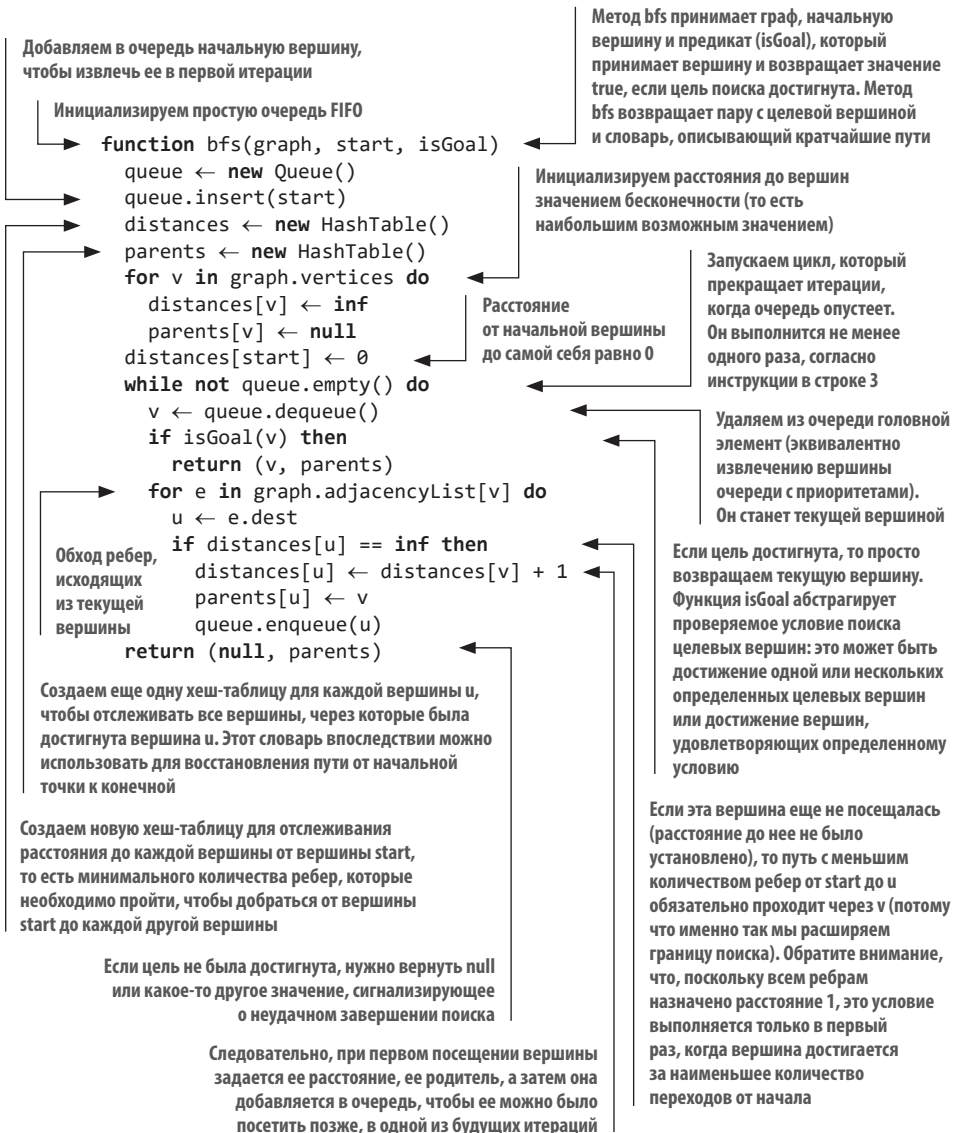 Метод bfs принимает граф, начальную
вершину и предикат (isGoal), который
принимает вершину и возвращает значение
true, если цель поиска достигнута. Метод
bfs возвращает пару с целевой вершиной
и словарь, описывающий кратчайшие пути
Добавляем в очередь начальную вершину,
чтобы извлечь ее в первой итерации
Инициализируем простую очередь FIFO
function bfs(graph, start, isGoal)
queue ← new Queue()
queue.insert(start)
distances ← new HashTable()
parents ← new HashTable()
for v in graph.vertices do
distances[v] ← inf
parents[v] ← null
distances[start] ← 0
while not queue.empty() do
v ← queue.dequeue()
if isGoal(v) then
return (v, parents)
for e in graph.adjacencyList[v] do
u ← e.dest
if distances[u] == inf then
distances[u] ← distances[v] + 1
parents[u] ← v
queue.enqueue(u)
return (null, parents)
Инициализируем расстояния до вершин
значением бесконечности (то есть
наибольшим возможным значением)
Расстояние
от начальной вершины
до самой себя равно 0
Запускаем цикл, который
прекращает итерации,
когда очередь опустеет.
Он выполнится не менее
одного раза, согласно
инструкции в строке 3
Удаляем из очереди головной
элемент (эквивалентно
извлечению вершины
очереди с приоритетами).
Он станет текущей вершиной
Обход ребер,
исходящих
из текущей
вершины
Если цель достигнута, то просто
возвращаем текущую вершину.
Функция isGoal абстрагирует
проверяемое условие поиска
целевых вершин: это может быть
достижение одной или нескольких
определенных целевых вершин
или достижение вершин,
удовлетворяющих определенному
условию
Создаем еще одну хеш-таблицу для каждой вершины u,
чтобы отслеживать все вершины, через которые была
достигнута вершина u. Этот словарь впоследствии можно
использовать для восстановления пути от начальной
точки к конечной
Создаем новую хеш-таблицу для отслеживания
расстояния до каждой вершины от вершины start,
то есть минимального количества ребер, которые
необходимо пройти, чтобы добраться от вершины
start до каждой другой вершины
Если эта вершина еще не посещалась
(расстояние до нее не было
установлено), то путь с меньшим
количеством ребер от start до u
обязательно проходит через v (потому
что именно так мы расширяем
границу поиска). Обратите внимание,
что, поскольку всем ребрам
назначено расстояние 1, это условие
выполняется только в первый
раз, когда вершина достигается
за наименьшее количество
переходов от начала
Если цель не была достигнута, нужно вернуть null
или какое-то другое значение, сигнализирующее
о неудачном завершении поиска
Следовательно, при первом посещении вершины
задается ее расстояние, ее родитель, а затем она
добавляется в очередь, чтобы ее можно было
посетить позже, в одной из будущих итераций